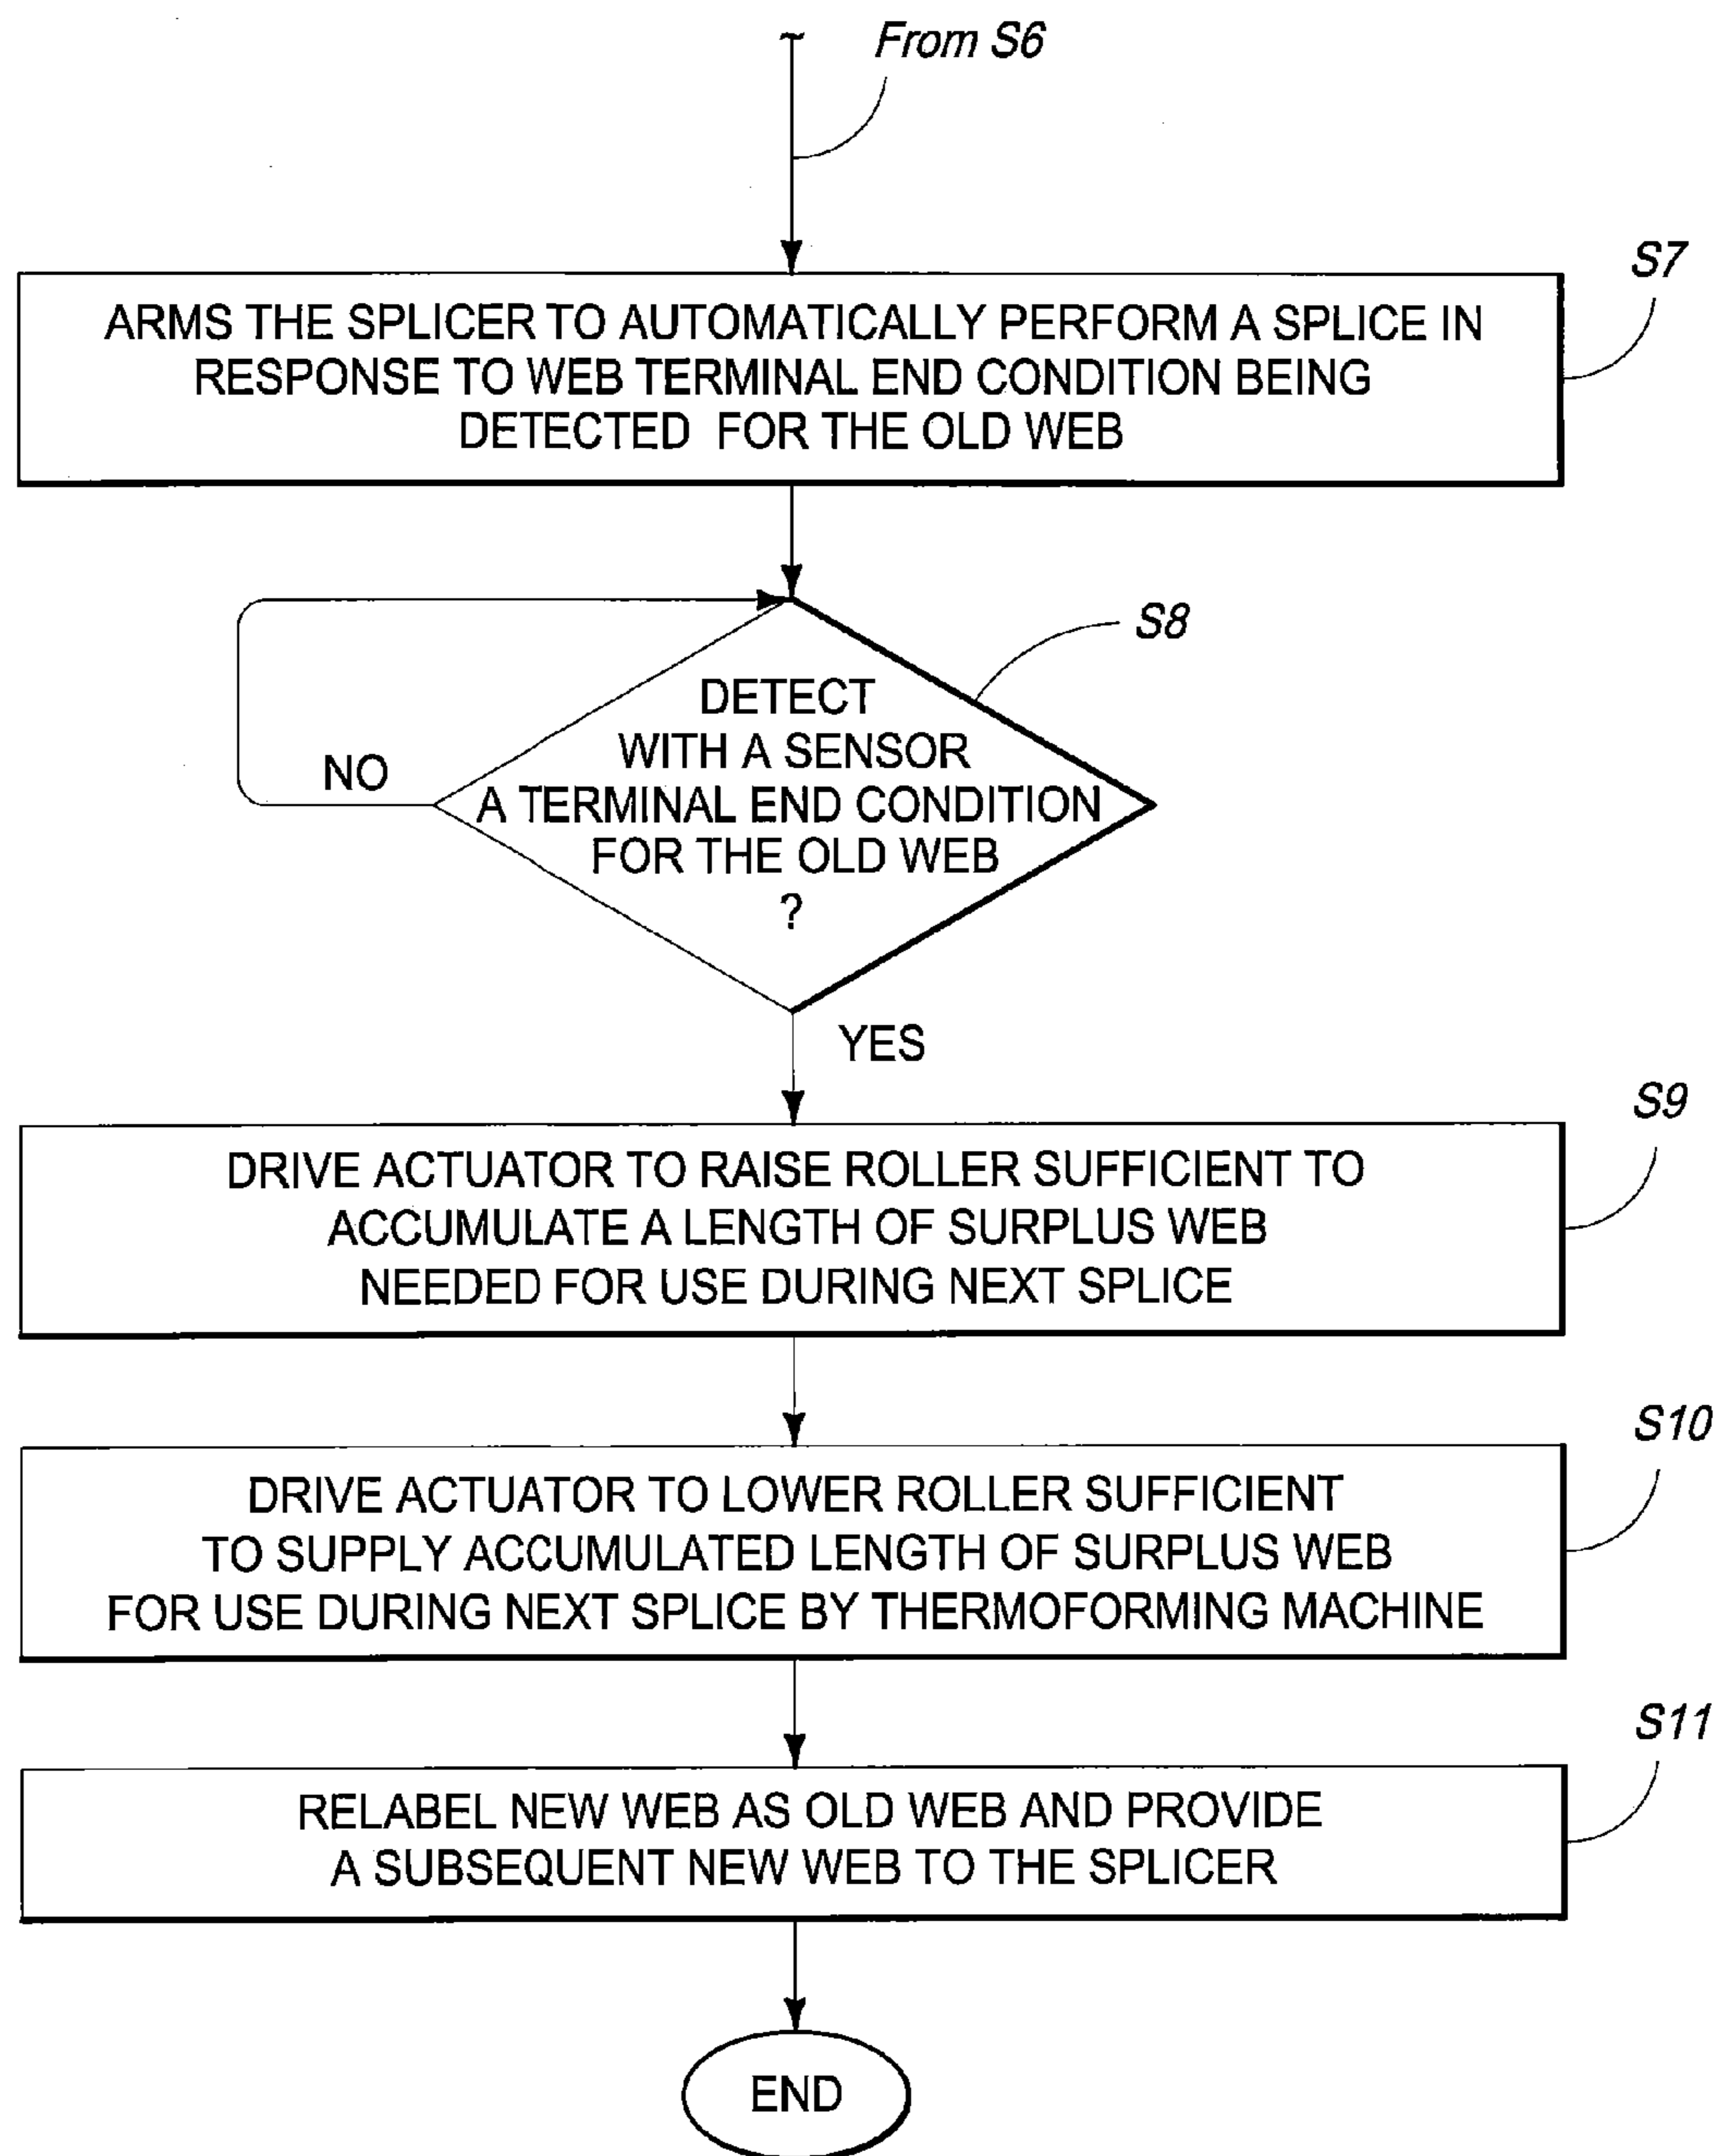 From S6
S7
ARMS THE SPLICER TO AUTOMATICALLY PERFORM A SPLICE IN
RESPONSE TO WEB TERMINAL END CONDITION BEING
DETECTED FOR THE OLD WEB
S8
DETECT
WITH A SENSOR
A TERMINAL END CONDITION
FOR THE OLD WEB
?
NO
YES
S9
DRIVE ACTUATOR TO RAISE ROLLER SUFFICIENT TO
ACCUMULATE A LENGTH OF SURPLUS WEB
NEEDED FOR USE DURING NEXT SPLICE
S10
DRIVE ACTUATOR TO LOWER ROLLER SUFFICIENT
TO SUPPLY ACCUMULATED LENGTH OF SURPLUS WEB
FOR USE DURING NEXT SPLICE BY THERMOFORMING MACHINE
S11
RELABEL NEW WEB AS OLD WEB AND PROVIDE
A SUBSEQUENT NEW WEB TO THE SPLICER
END